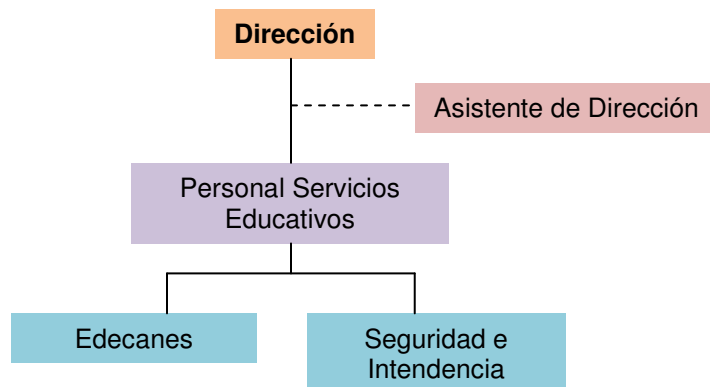 Dirección
Asistente de Dirección
Personal Servicios
Educativos
Edecanes
Seguridad e
Intendencia